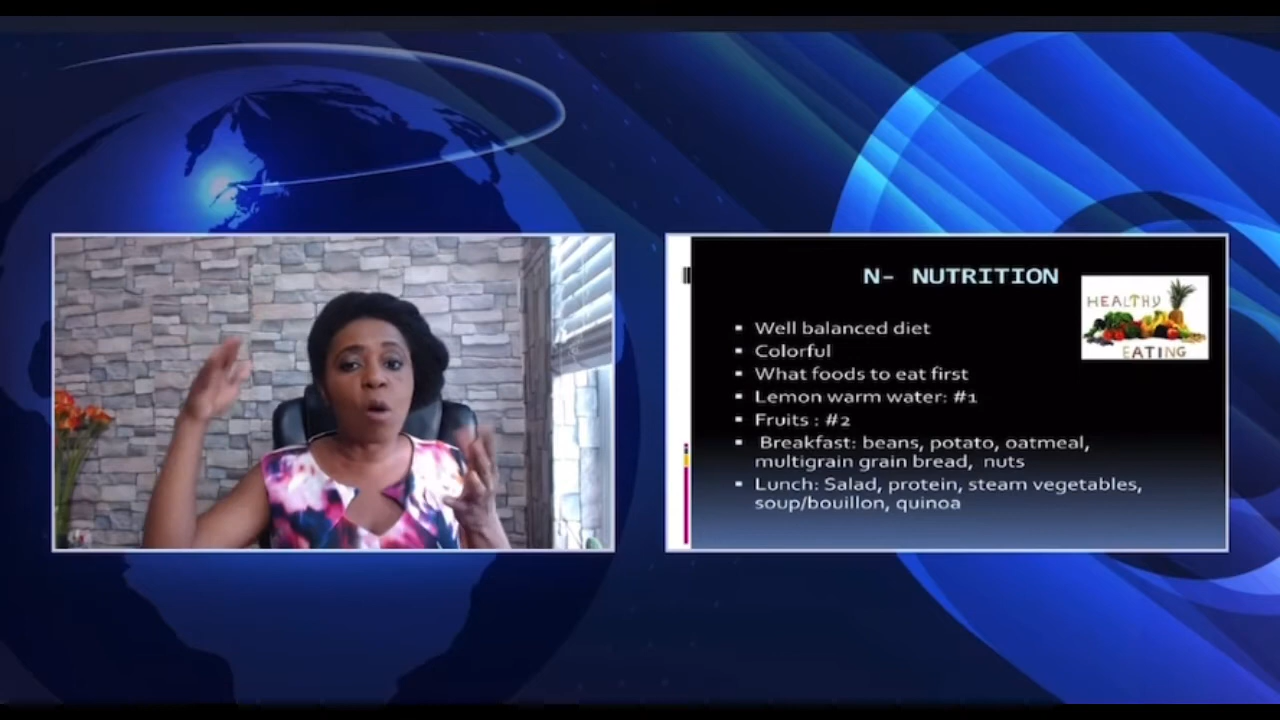 N- NUTRITION
HEALTHY
EATING
Well balanced diet
Colorful
What foods to eat first
Lemon warm water: #1
Fruits : #2
Breakfast: beans, potato, oatmeal,
multigrain grain bread, nuts
Lunch: Salad, protein, steam vegetables,
soup/bouillon, quinoa